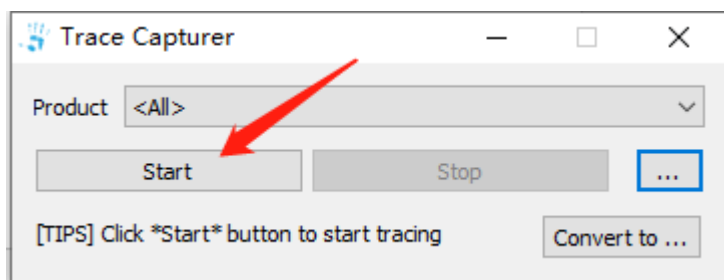 Trace Capturer
Product <All>
Start Stop ...
[TIPS] Click *Start* button to start tracing Convert to ...